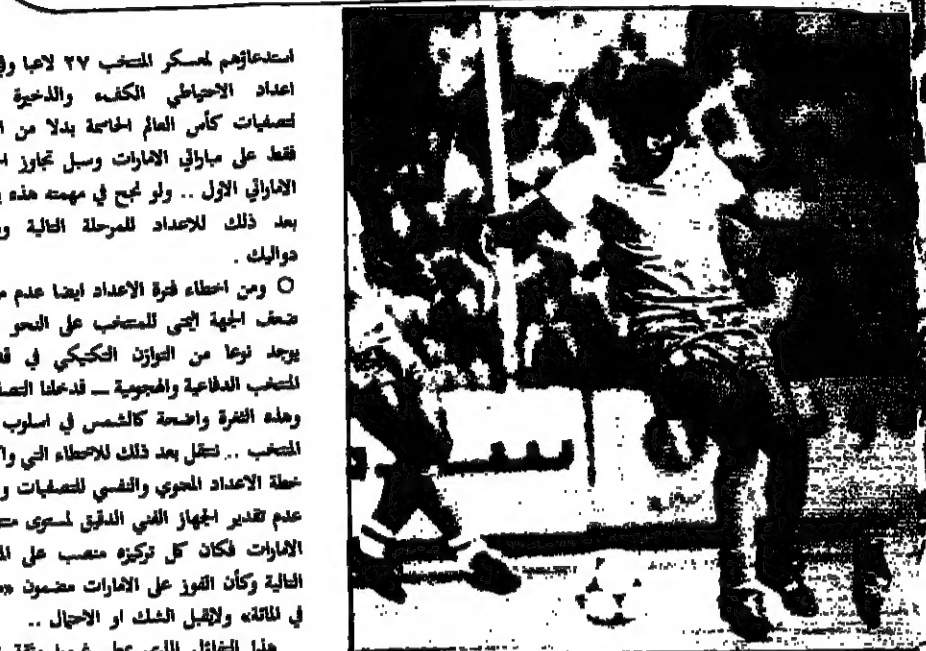 استدعاؤهم لمعسكر المنتخب ٢٧ لاعبا
اعداد الاحتياطي الكفء والذخيرة
لتصفيات كأس العالم الحاسمة بدلا من
فقط على مباراتي الامارات وسبل تجاوز
الاماراتي الاول .. ولو نجح في مهمته هذه
بعد ذلك للاعداد للمرحلة التالية
دواليك .
○ ومن اخطاء فترة الاعداد ايضا عدم
ضعف الجهة اليمنى للمنتخب على النحو
يوجد نوعا من التوازن التكتيكي في
المنتخب الدفاعية والهجومية ــ فدخلنا
وهذه الثغرة واضحة كالشمس في اسلوب
المنتخب .. ننتقل بعد ذلك للاخطاء التي
خطة الاعداد المعنوي والنفسي للتصفيات
عدم تقدير الجهاز الفني الدقيق لمستوى
الامارات فكان كل تركيزه منصب على
التالية وكأن الفوز على الامارات مضمون
في المائة» ولايقبل الشك او الاحتمال ..
هذا التفاؤل الذي